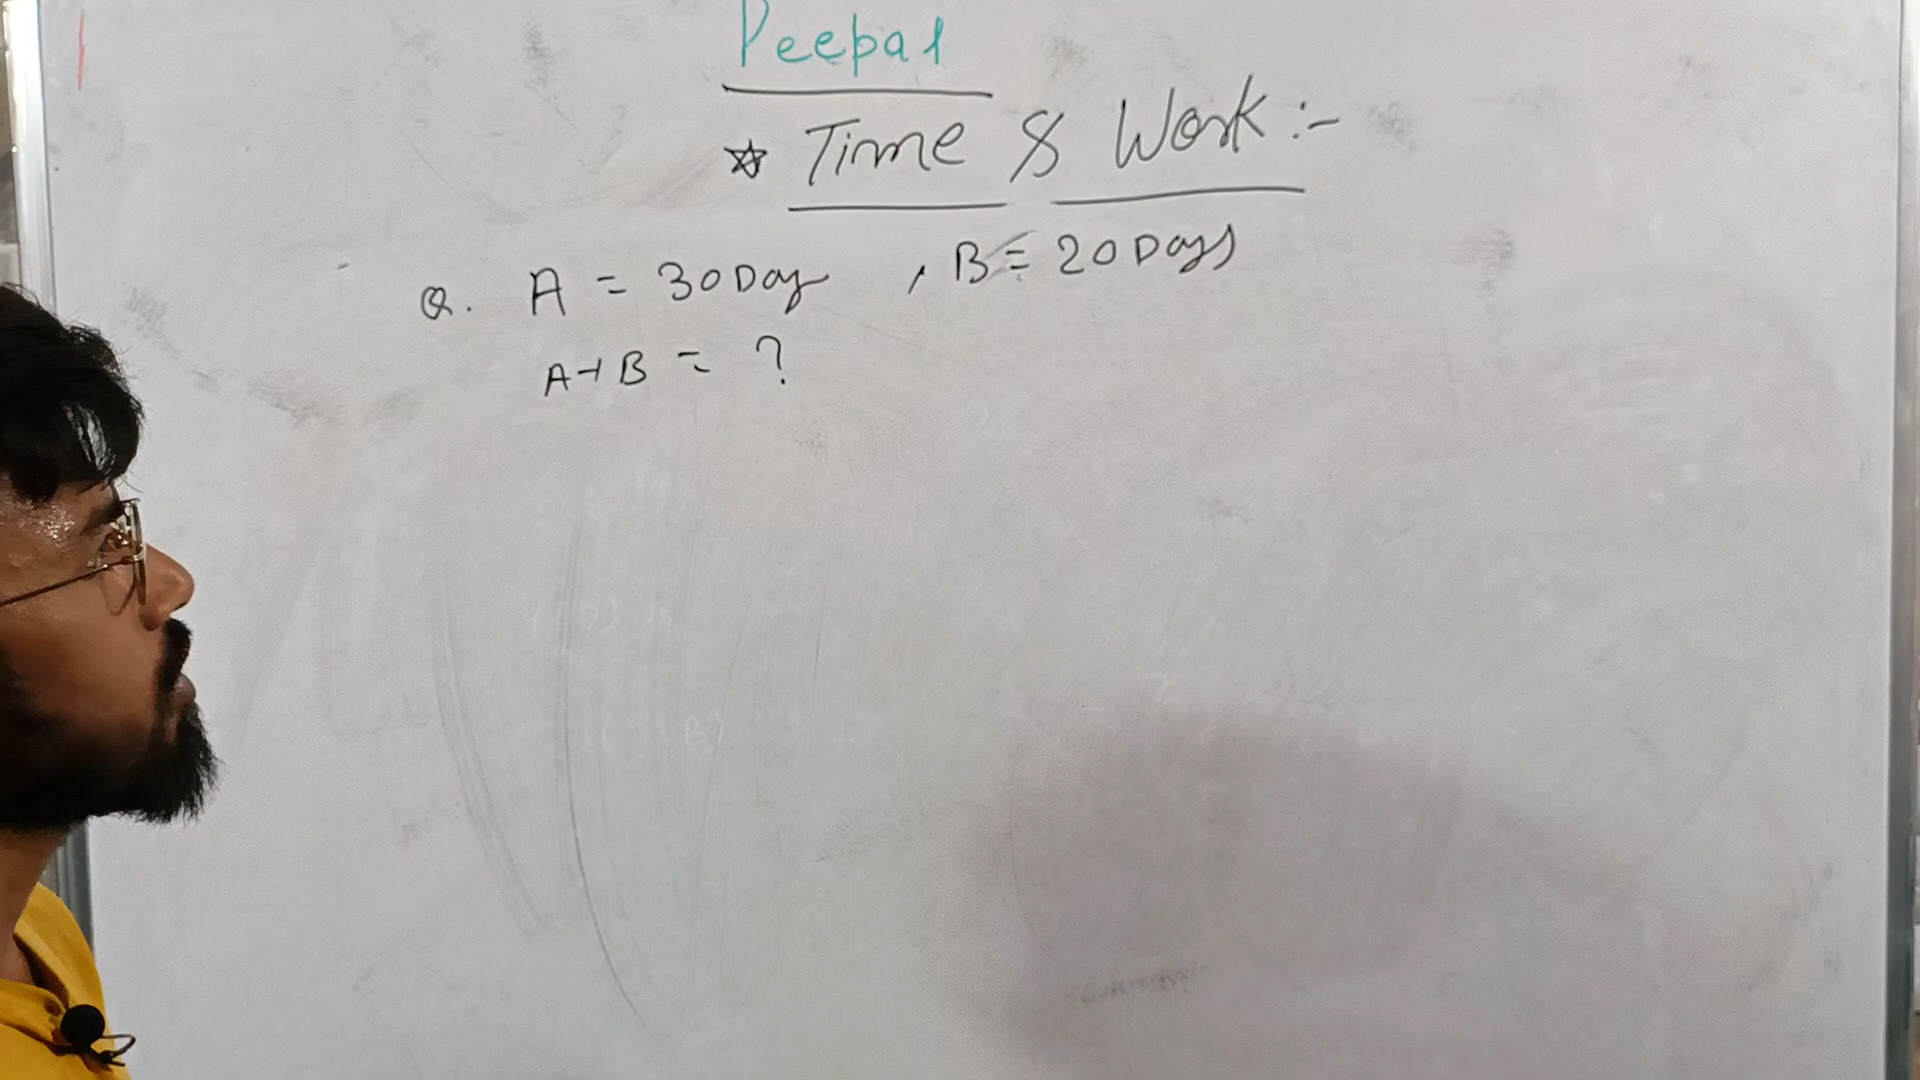 Peepal
☆ Time & Work :-
Q. A = 30 Day , B = 20 Days
A+B = ?